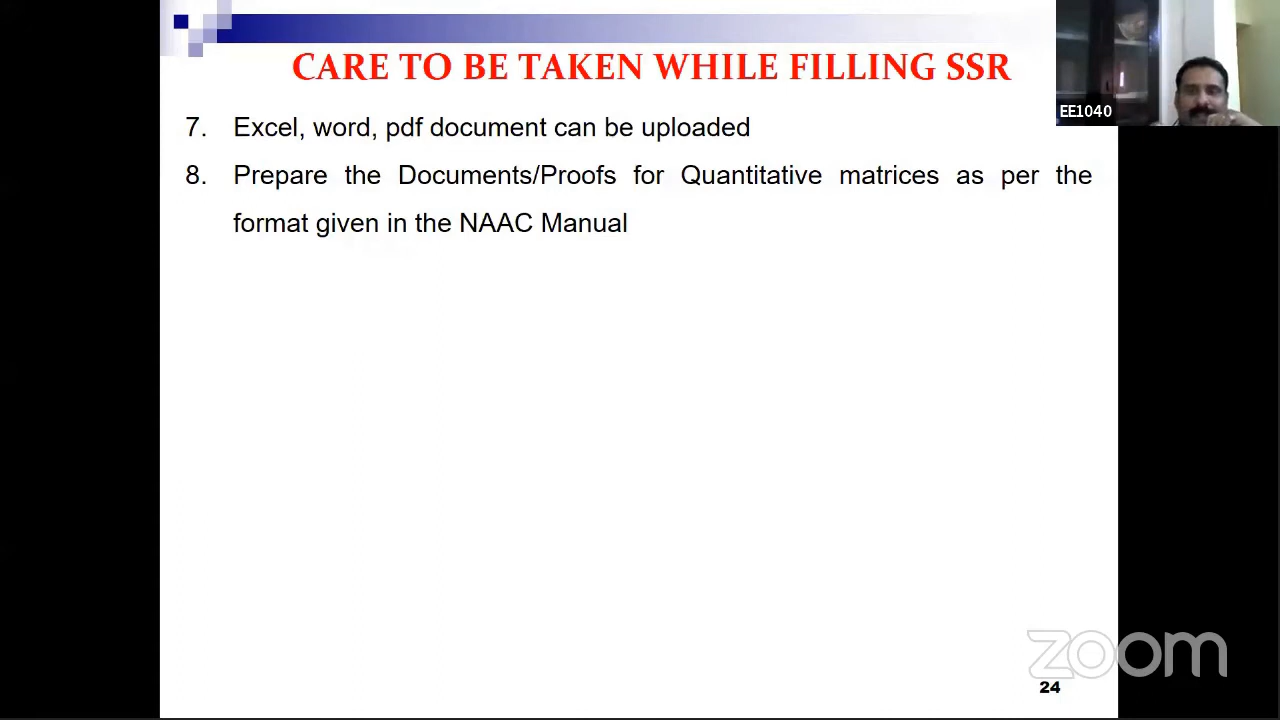 CARE TO BE TAKEN WHILE FILLING SSR
EE1040
7. Excel, word, pdf document can be uploaded
8. Prepare the Documents/Proofs for Quantitative matrices as per the
format given in the NAAC Manual
zoom
24